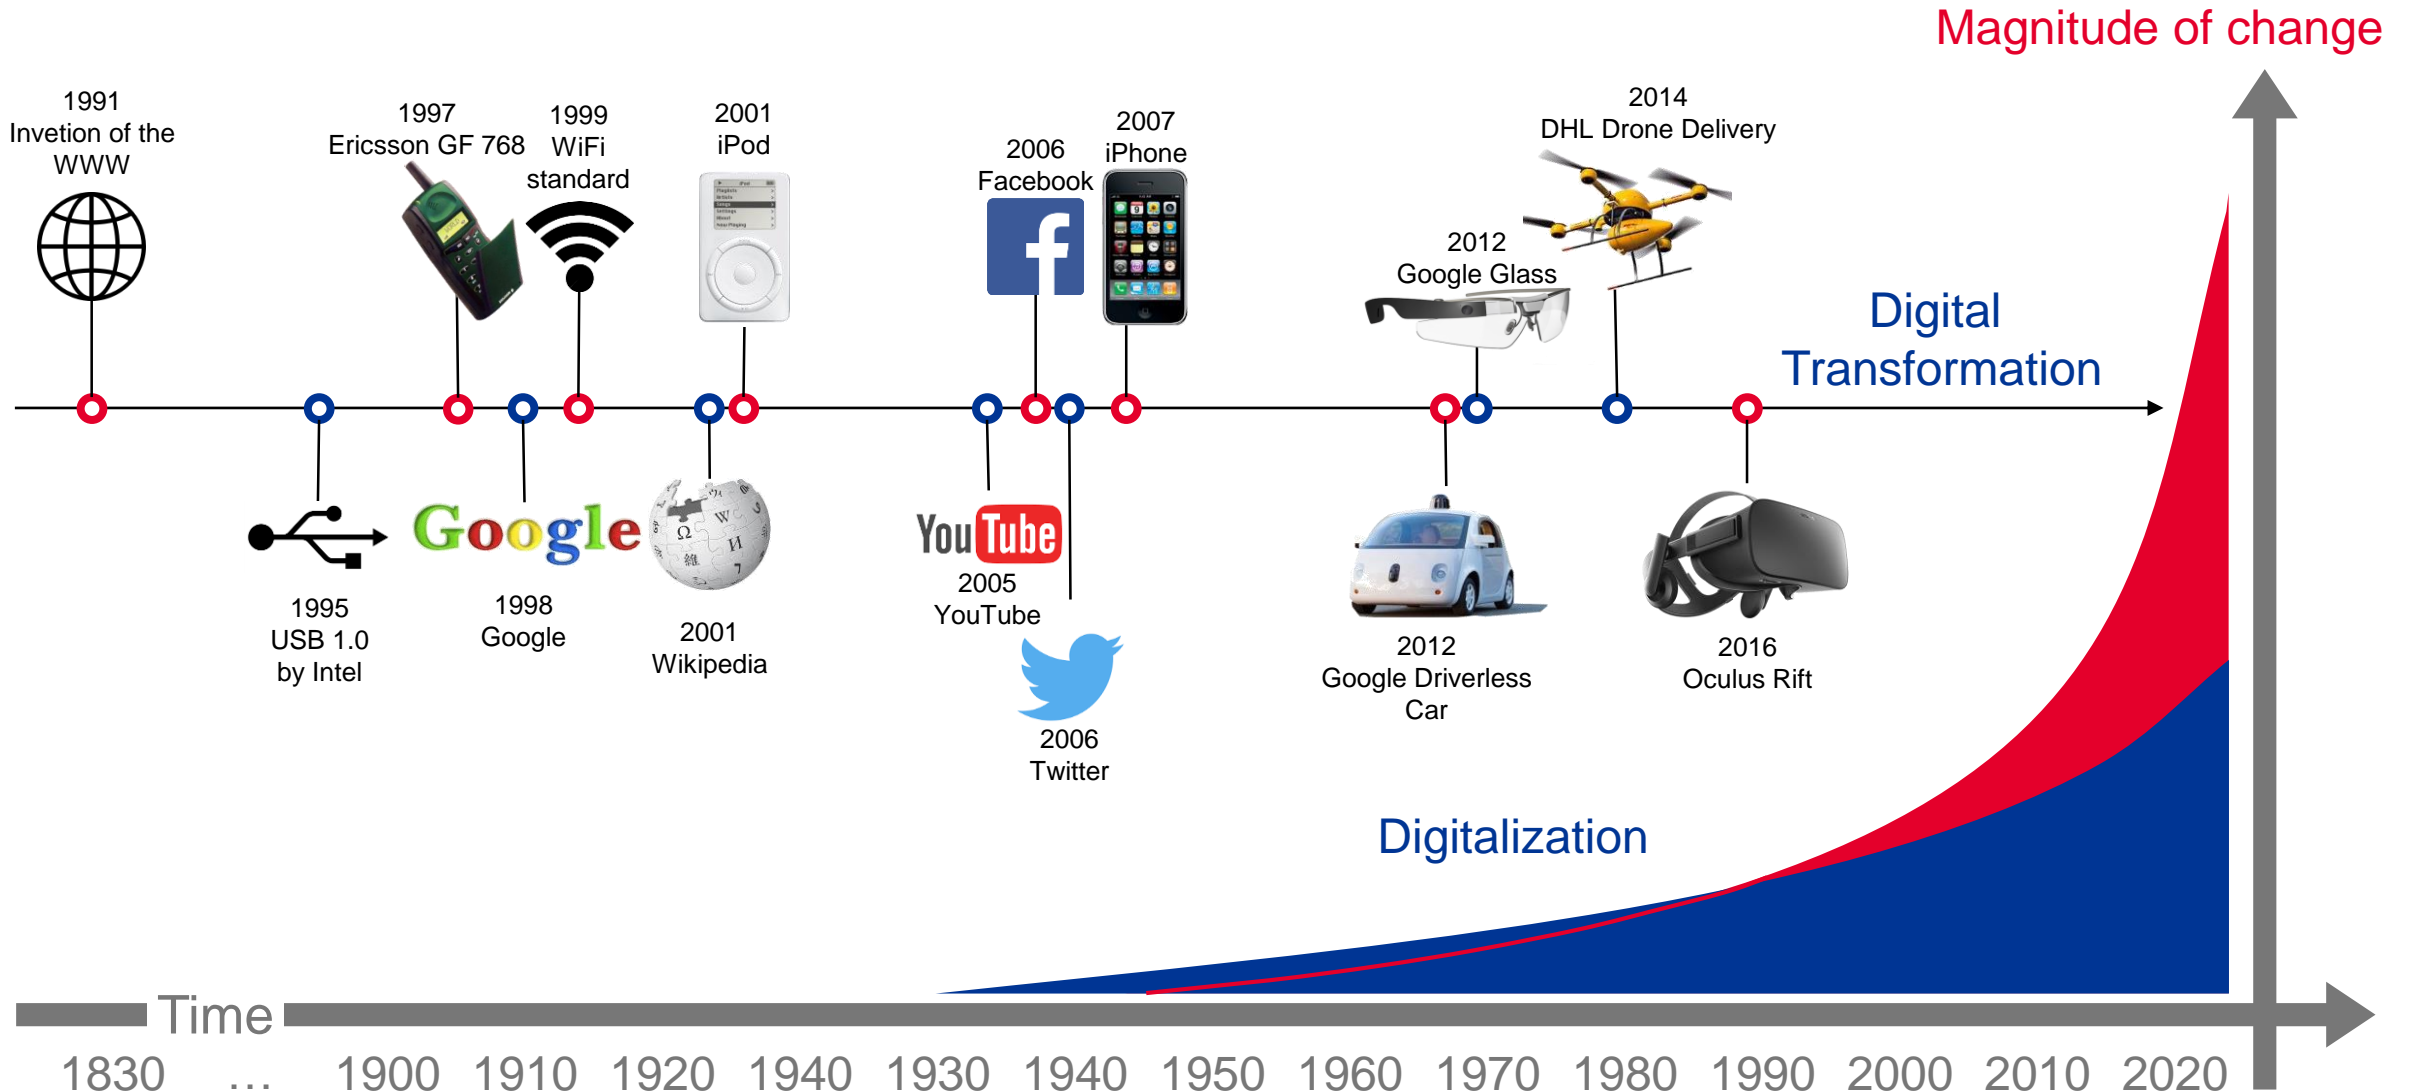 Magnitude of change
1991
Invetion of the
WWW
1997
Ericsson GF 768
1999
WiFi
standard
2001
iPod
2006
Facebook
2007
iPhone
2012
Google Glass
2014
DHL Drone Delivery
Digital
Transformation
Google
YouTube
1995
USB 1.0
by Intel
1998
Google
2001
Wikipedia
2005
YouTube
2006
Twitter
2012
Google Driverless
Car
2016
Oculus Rift
Digitalization
Time
1830 ... 1900 1910 1920 1940 1930 1940 1950 1960 1970 1980 1990 2000 2010 2020